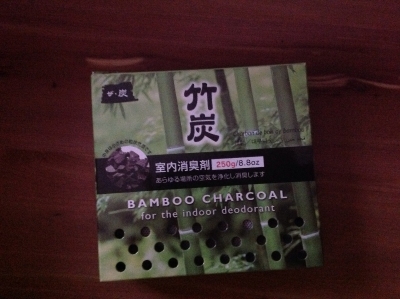 ザ・炭
竹炭
室内消臭剤 250g/8.8oz
あらゆる場所の空気を浄化し消臭します
BAMBOO CHARCOAL
for the indoor deodorant